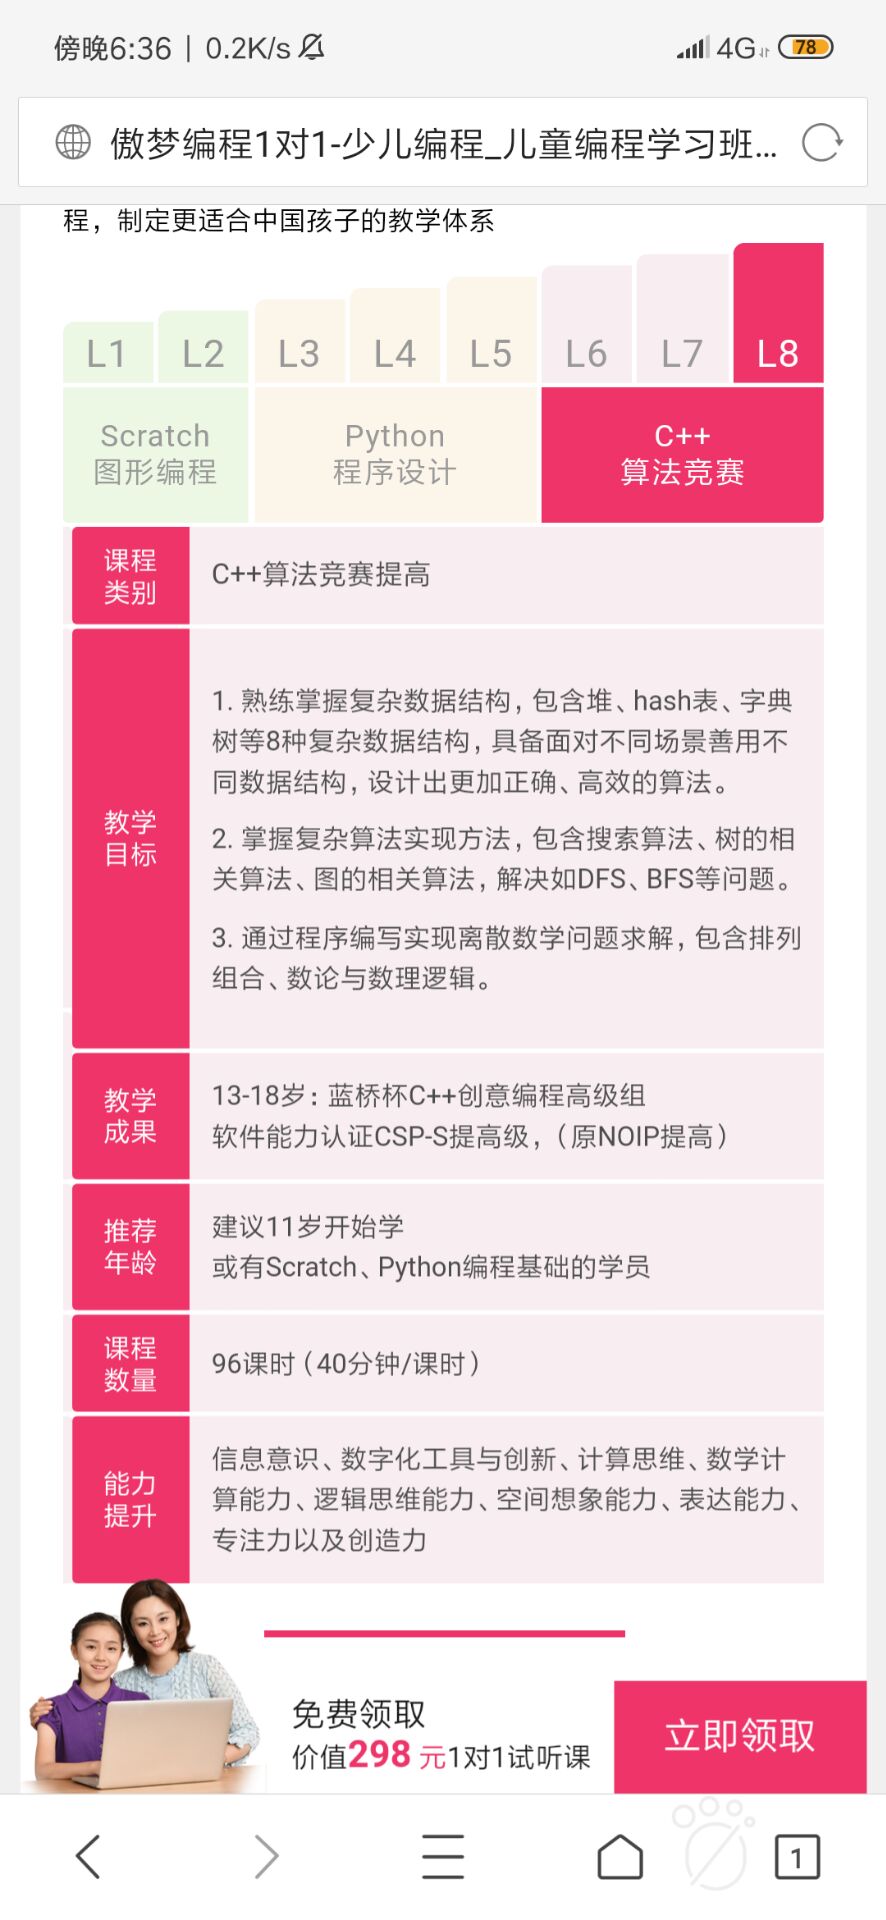 傍晚6:36 | 0.2K/s
4G
78
傲梦编程1对1-少儿编程_儿童编程学习班...
程，制定更适合中国孩子的教学体系
L1
L2
L3
L4
L5
L6
L7
L8
Scratch
图形编程
Python
程序设计
C++
算法竞赛
课程
类别
C++算法竞赛提高
教学
目标
1. 熟练掌握复杂数据结构，包含堆、hash表、字典
树等8种复杂数据结构，具备面对不同场景善用不
同数据结构，设计出更加正确、高效的算法。
2. 掌握复杂算法实现方法，包含搜索算法、树的相
关算法、图的相关算法，解决如DFS、BFS等问题。
3. 通过程序编写实现离散数学问题求解，包含排列
组合、数论与数理逻辑。
教学
成果
13-18岁：蓝桥杯C++创意编程高级组
软件能力认证CSP-S提高级，（原NOIP提高）
推荐
年龄
建议11岁开始学
或有Scratch、Python编程基础的学员
课程
数量
96课时（40分钟/课时）
能力
提升
信息意识、数字化工具与创新、计算思维、数学计
算能力、逻辑思维能力、空间想象能力、表达能力、
专注力以及创造力
免费领取
价值298 元1对1试听课
立即领取
1